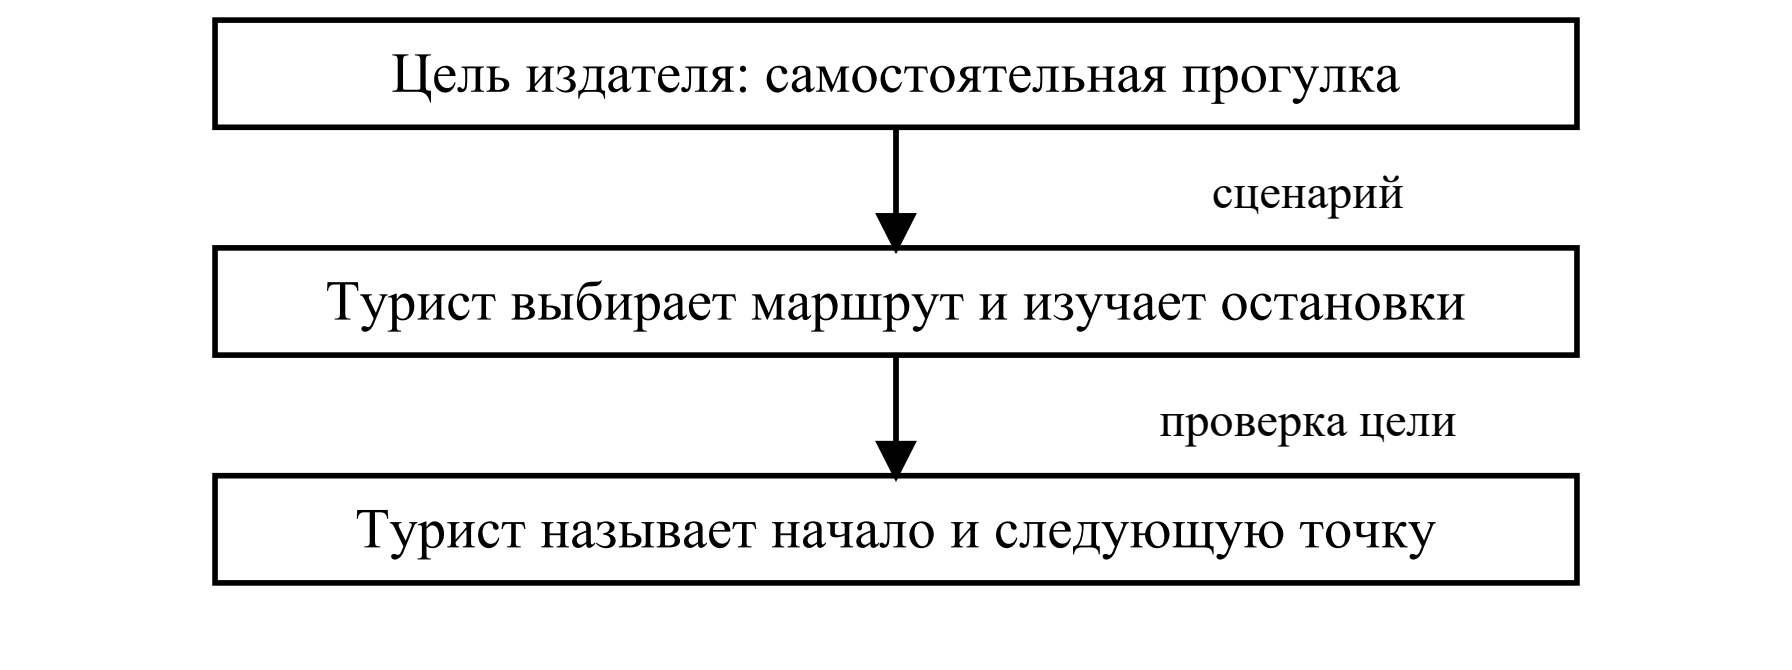 Цель издателя: самостоятельная прогулка
сценарий
Турист выбирает маршрут и изучает остановки
проверка цели
Турист называет начало и следующую точку